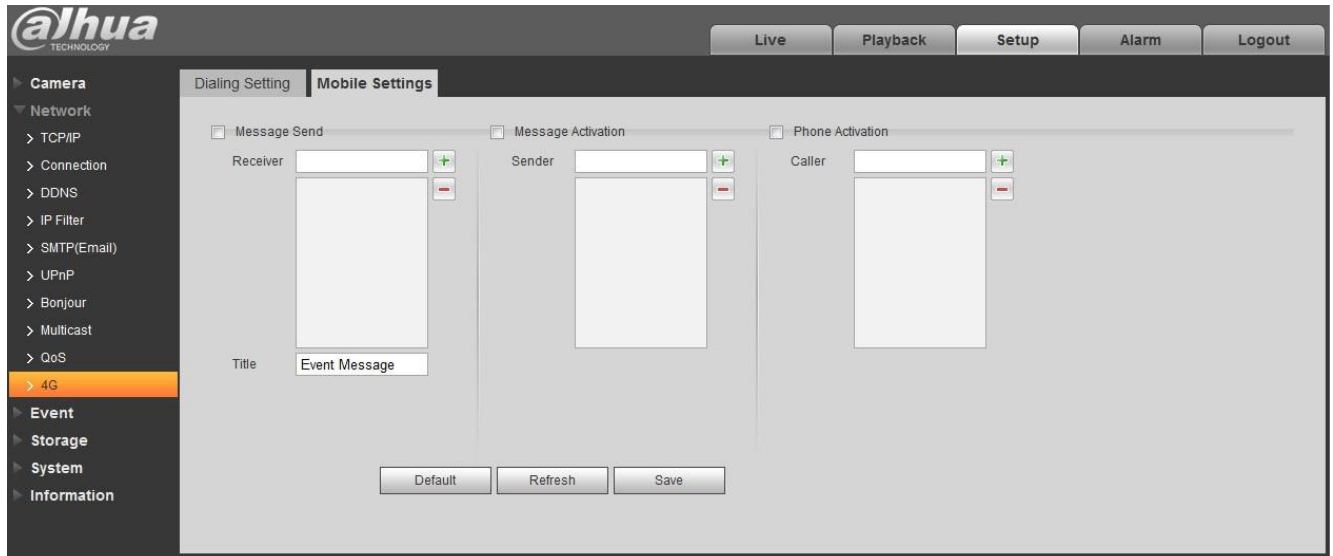 alhua
TECHNOLOGY
Live Playback Setup Alarm Logout
Camera
Network
TCP/IP
Connection
DDNS
IP Filter
SMTP(Email)
UPnP
Bonjour
Multicast
QoS
4G
Event
Storage
System
Information
Dialing Setting Mobile Settings
Message Send Message Activation Phone Activation
Receiver Sender Caller
Title Event Message
Default Refresh Save